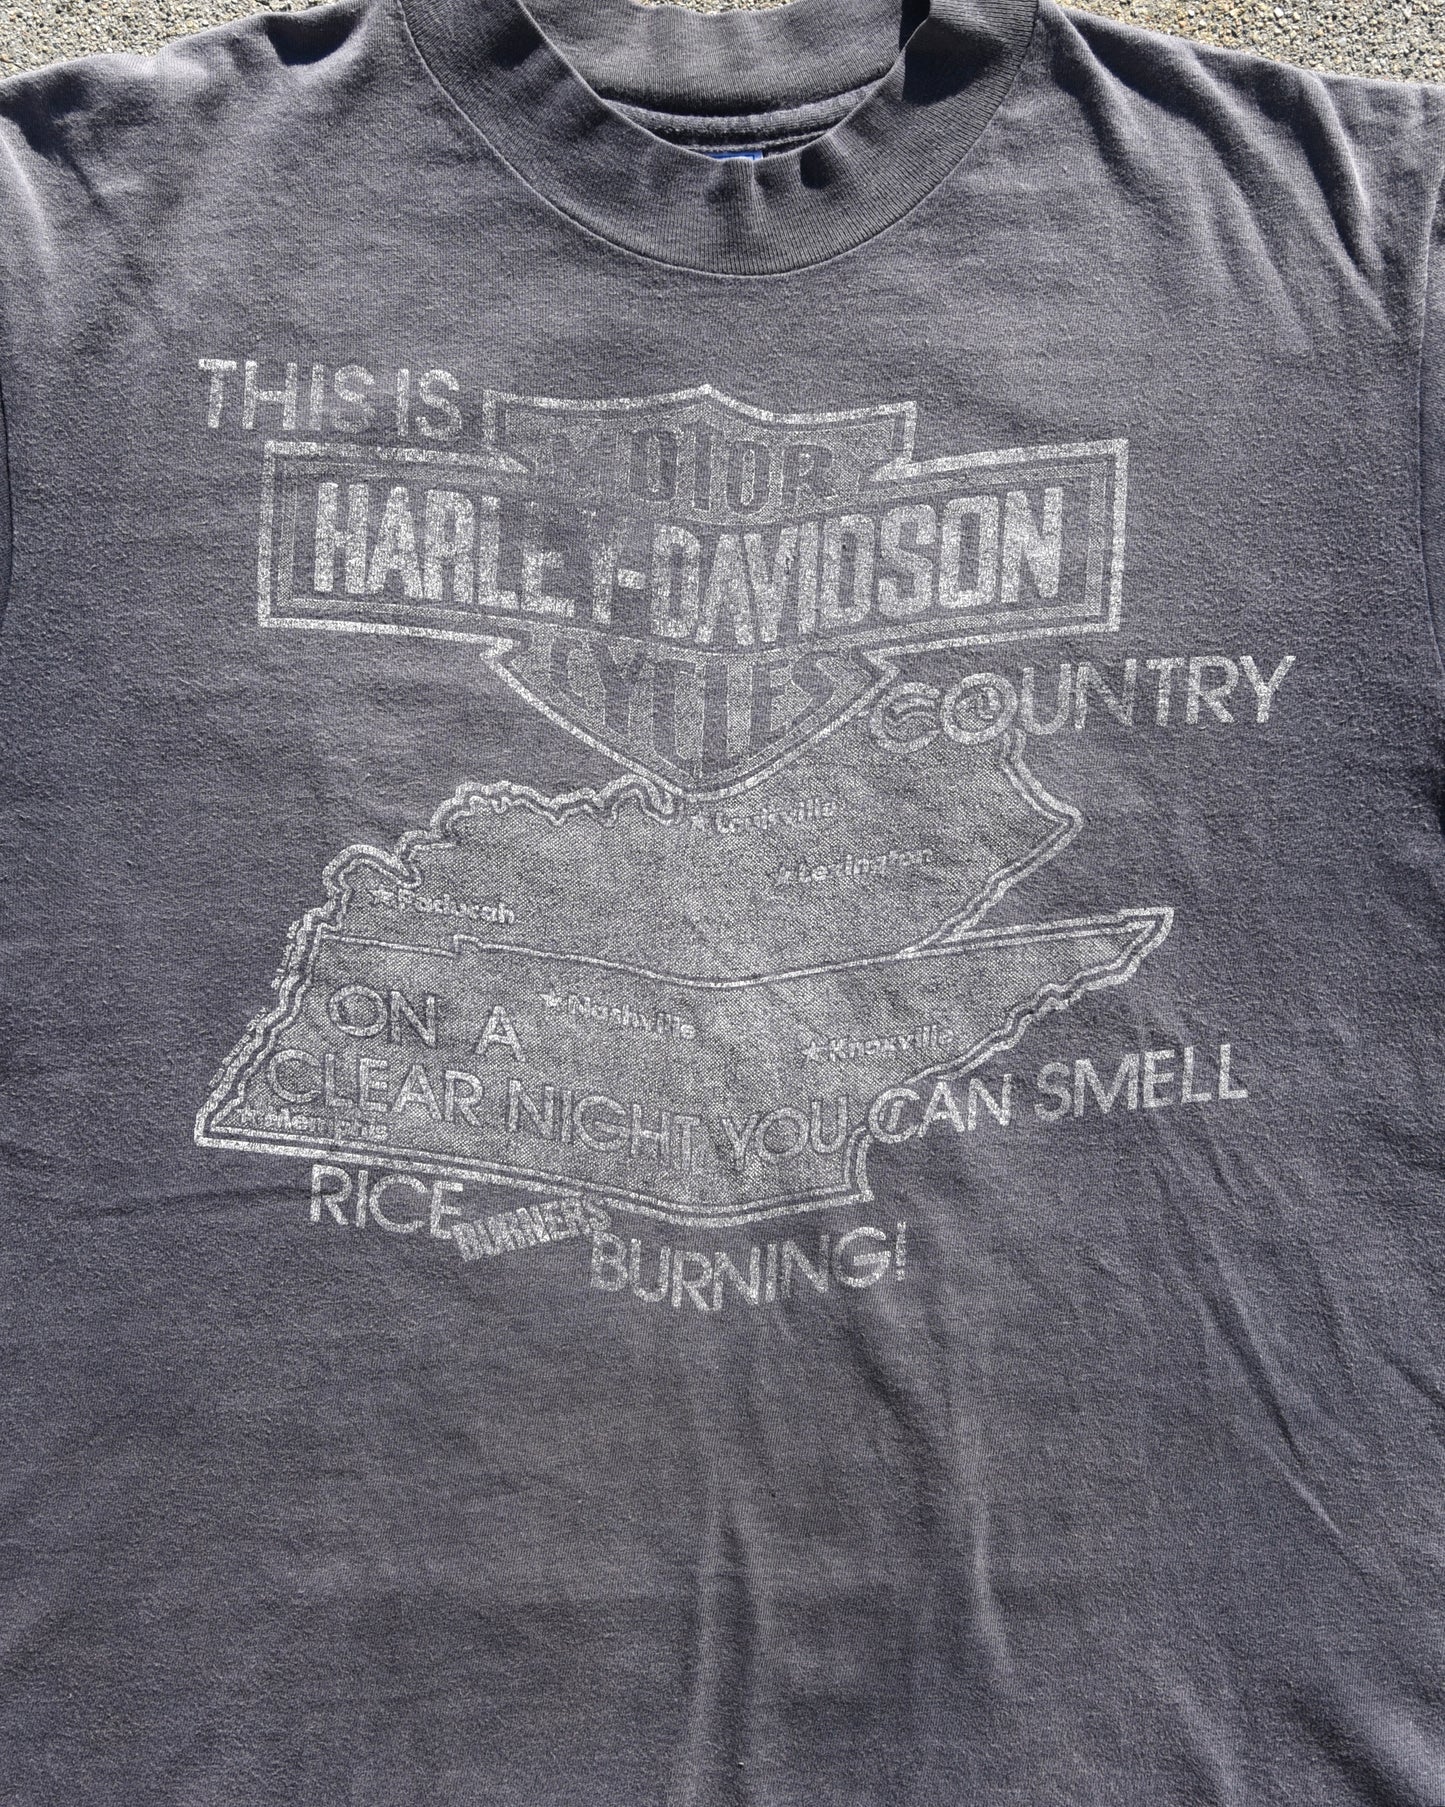 THIS IS
MOTOR
HARLEY-DAVIDSON
CYCLES
COUNTRY
Louisville
Lexington
Paducah
Nashville
Knoxville
Memphis
ON A
CLEAR NIGHT YOU CAN SMELL
RICE BURNERS BURNING!